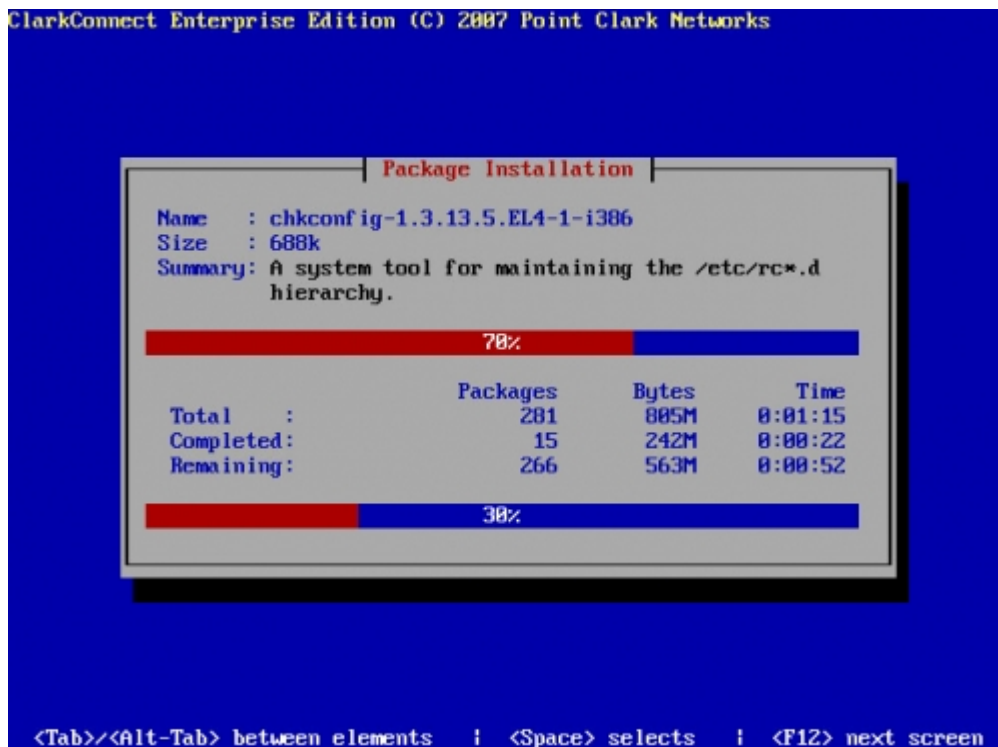 ClarkConnect Enterprise Edition (C) 2007 Point Clark Networks
Package Installation
Name : chkconfig-1.3.13.5.EL4-1-i386
Size : 688k
Summary: A system tool for maintaining the /etc/rc*.d
hierarchy.
70%
Packages Bytes Time
Total : 281 805M 0:01:15
Completed: 15 242M 0:00:22
Remaining: 266 563M 0:00:52
30%
<Tab>/<Alt-Tab> between elements | <Space> selects | <F12> next screen